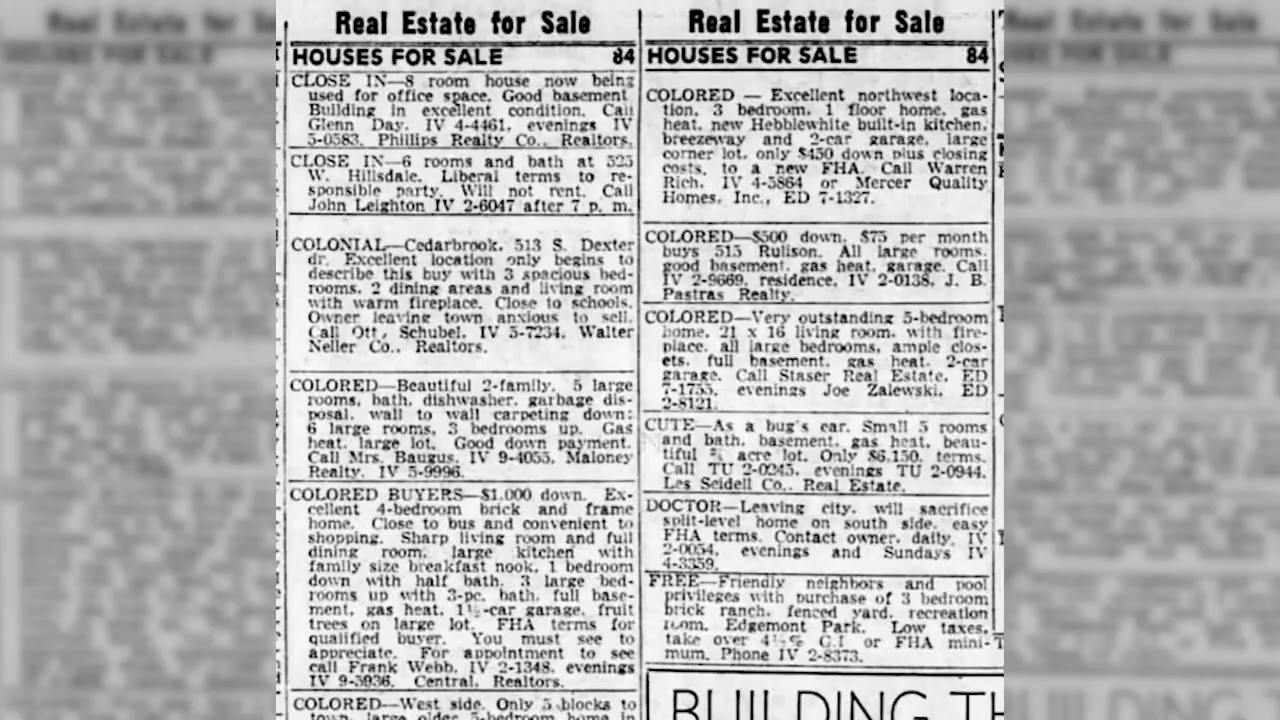 Real Estate for Sale
HOUSES FOR SALE 84
CLOSE IN—8 room house now being
used for office space. Good basement
Building in excellent condition. Call
Glenn Day. IV 4-4461, evenings IV
5-0583. Phillips Realty Co., Realtors.
CLOSE IN—6 rooms and bath at 525
W. Hillsdale. Liberal terms to re-
sponsible party. Will not rent. Call
John Leighton IV 2-6047 after 7 p. m.
COLONIAL—Cedarbrook. 513 S. Dexter
dr. Excellent location only begins to
describe this buy with 3 spacious bed-
rooms. 2 dining areas and living room
with warm fireplace. Close to schools.
Owner leaving town anxious to sell.
Call Ott, Schubel. IV 5-7234. Walter
Neller Co., Realtors.
COLORED—Beautiful 2-family. 5 large
rooms, bath, dishwasher, garbage dis-
posal, wall to wall carpeting down;
6 large rooms, 3 bedrooms up. Gas
heat, large lot. Good down payment.
Call Mrs. Baugus. IV 9-4055. Maloney
Realty. IV 5-9996.
COLORED BUYERS—$1,000 down. Ex-
cellent 4-bedroom brick and frame
home. Close to bus and convenient to
shopping. Sharp living room and full
dining room, large kitchen with
family size breakfast nook, 1 bedroom
down with half bath, 3 large bed-
rooms up with 3-pc. bath, full base-
ment, gas heat, 1½-car garage, fruit
trees on large lot. FHA terms for
qualified buyer. You must see to
appreciate. For appointment to see
call Frank Webb. IV 2-1348, evenings
IV 9-5936. Central, Realtors.
COLORED—West side. Only 5 blocks to
town, large older 5-bedroom home in
Real Estate for Sale
HOUSES FOR SALE 84
COLORED — Excellent northwest loca-
tion, 3 bedroom, 1 floor home, gas
heat, new Hebblewhite built-in kitchen,
breezeway and 2-car garage, large
corner lot, only $450 down plus closing
costs, to a new FHA. Call Warren
Rich. IV 4-5864 or Mercer Quality
Homes, Inc., ED 7-1327.
COLORED—$500 down, $75 per month
buys 515 Rulison. All large rooms,
good basement, gas heat, garage. Call
IV 2-9669, residence, IV 2-0138. J. B.
Pastras Realty.
COLORED—Very outstanding 5-bedroom
home, 21 x 16 living room, with fire-
place, all large bedrooms, ample clos-
ets, full basement, gas heat, 2-car
garage. Call Staser Real Estate. ED
7-1755, evenings Joe Zalewski. ED
2-8121.
CUTE—As a bug's ear. Small 5 rooms
and bath, basement, gas heat, beau-
tiful acre lot. Only $6,150, terms.
Call TU 2-0245, evenings TU 2-0944.
Les Seidell Co., Real Estate.
DOCTOR—Leaving city, will sacrifice
split-level home on south side, easy
FHA terms. Contact owner, daily, IV
2-0054, evenings and Sundays IV
4-3359.
FREE—Friendly neighbors and pool
privileges with purchase of 3 bedroom
brick ranch, fenced yard, recreation
room. Edgemont Park. Low taxes,
take over G.I or FHA mini-
mum. Phone IV 2-8373.
BUILDING TH